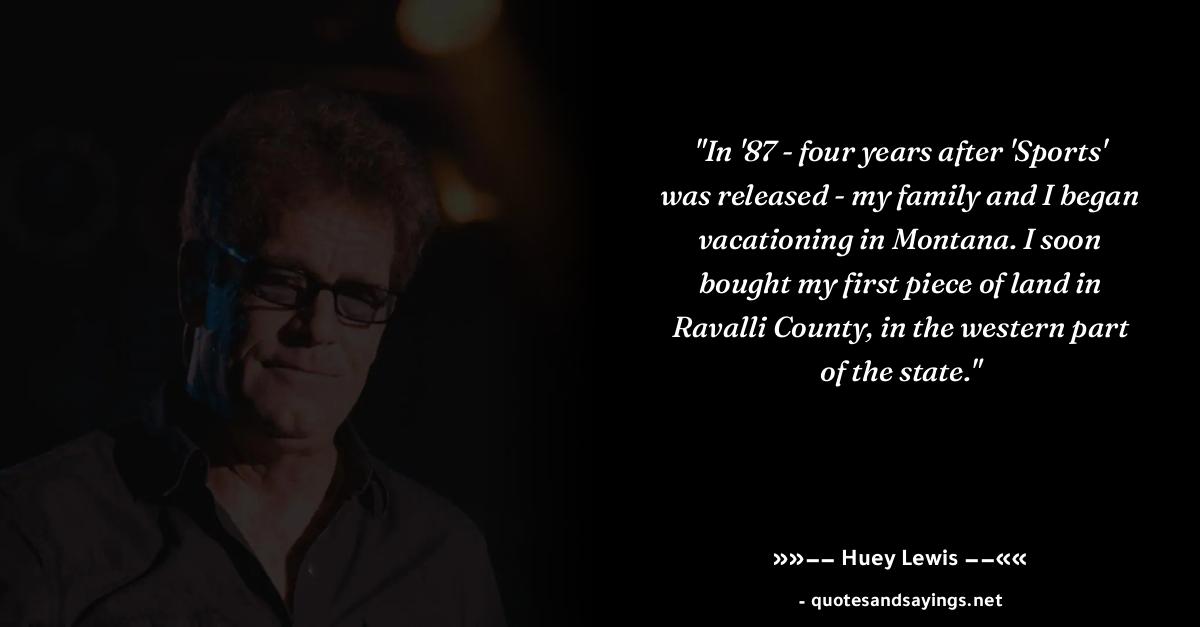 "In '87 - four years after 'Sports'
was released - my family and I began
vacationing in Montana. I soon
bought my first piece of land in
Ravalli County, in the western part
of the state."
»»−− Huey Lewis −−««
- quotesandsayings.net